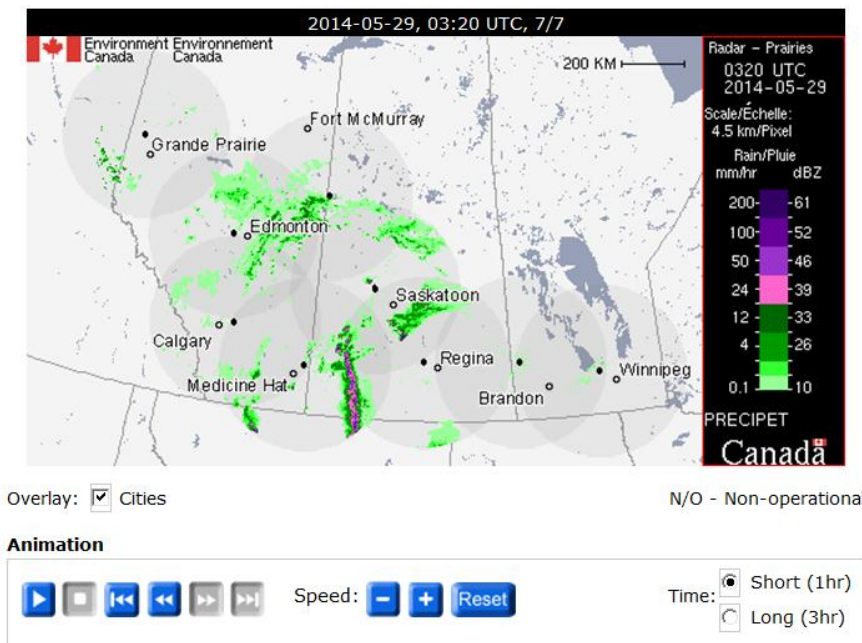 2014-05-29, 03:20 UTC, 7/7
Environment Environnement
Canada Canada
200 KM
Radar - Prairies
0320 UTC
2014-05-29
Scale/Échelle:
4.5 km/Pixel
Rain/Pluie
mm/hr dBZ
200 61
100 52
50 46
24 39
12 33
4 26
0.1 10
PRECIPET
Canada
Fort McMurray
Grande Prairie
Edmonton
Saskatoon
Calgary
Regina
Medicine Hat
Winnipeg
Brandon
Overlay: Cities
N/O - Non-operationa
Animation
Speed: - + Reset
Time: Short (1hr)
Long (3hr)